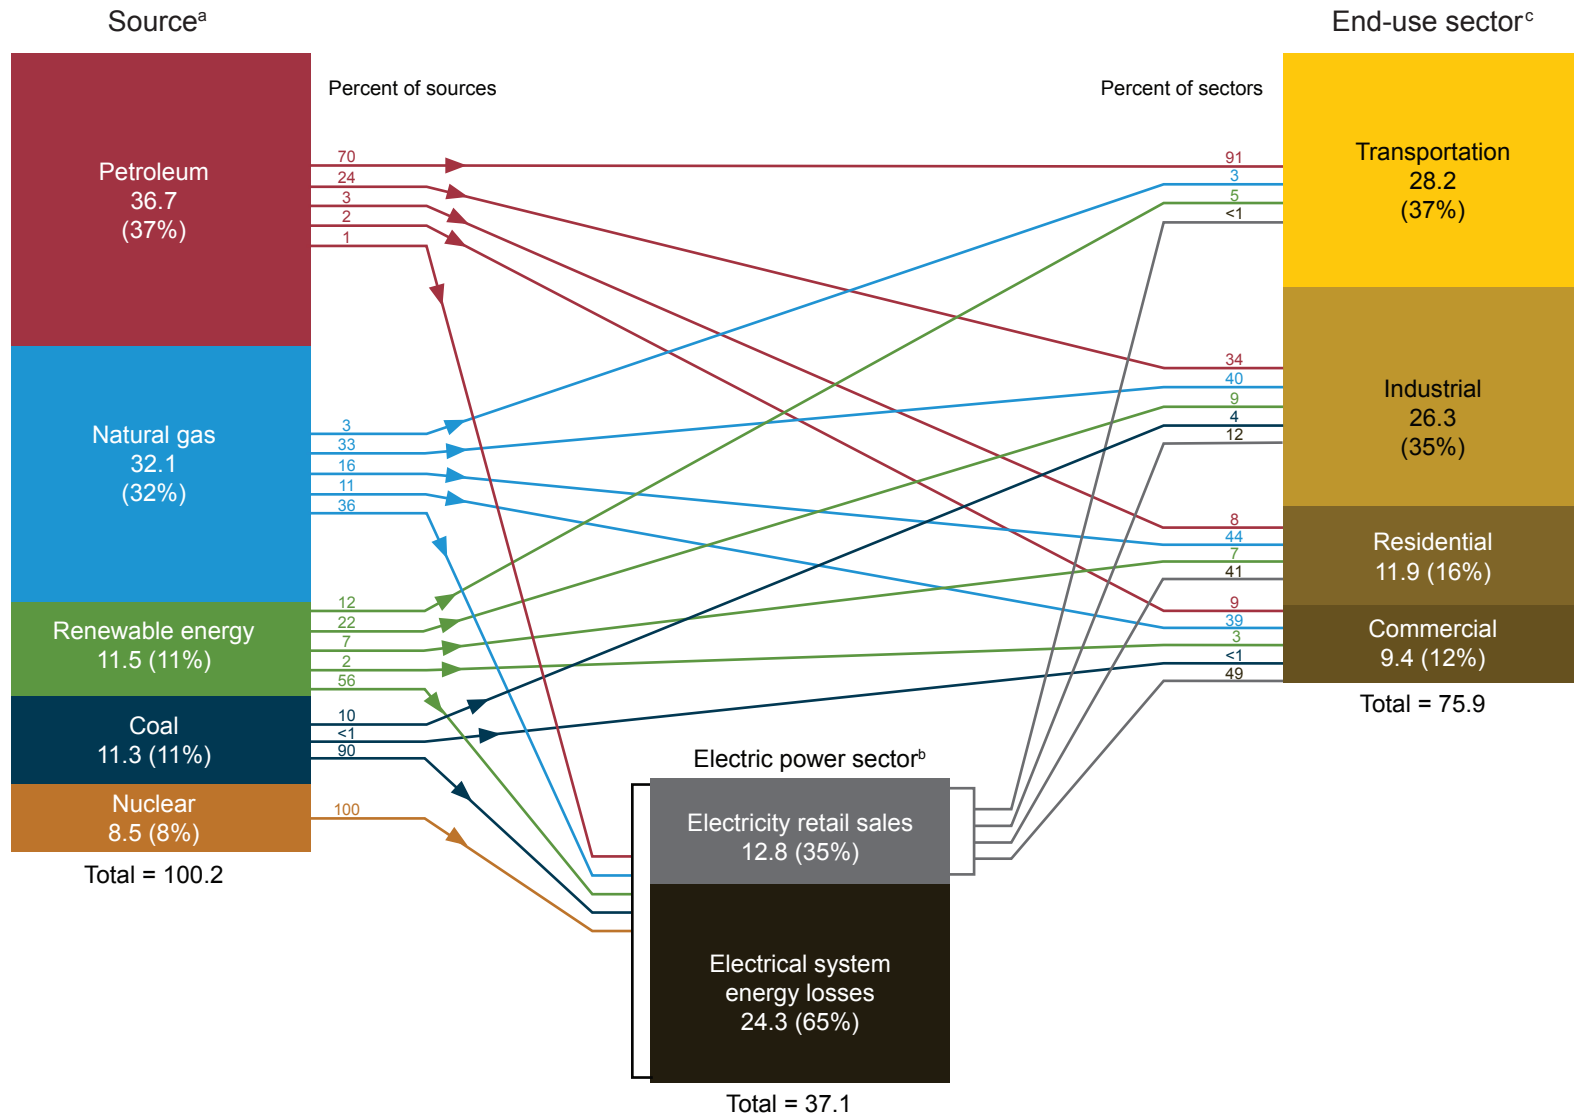 Sourceᵃ
End-use sectorᶜ
Percent of sources
Percent of sectors
Petroleum
36.7
(37%)
70
24
3
2
1
Natural gas
32.1
(32%)
3
33
16
11
36
Renewable energy
11.5 (11%)
12
22
7
2
56
Coal
11.3 (11%)
10
<1
90
Nuclear
8.5 (8%)
100
Total = 100.2
Electric power sectorᵇ
Electricity retail sales
12.8 (35%)
Electrical system
energy losses
24.3 (65%)
Total = 37.1
91
3
5
<1
Transportation
28.2
(37%)
34
40
9
4
12
Industrial
26.3
(35%)
8
44
7
41
Residential
11.9 (16%)
9
39
3
<1
49
Commercial
9.4 (12%)
Total = 75.9